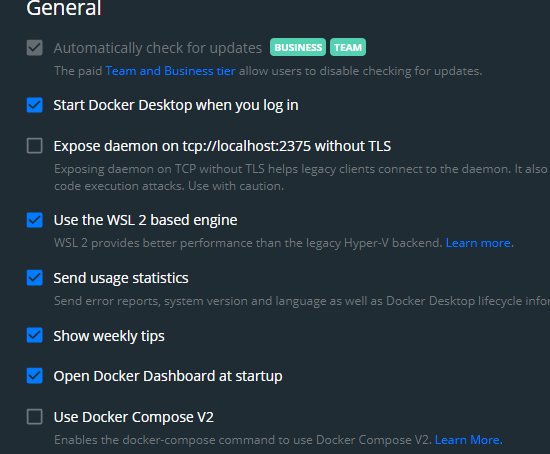 General
Automatically check for updates BUSINESS TEAM
The paid Team and Business tier allow users to disable checking for updates.
Start Docker Desktop when you log in
Expose daemon on tcp://localhost:2375 without TLS
Exposing daemon on TCP without TLS helps legacy clients connect to the daemon. It also
code execution attacks. Use with caution.
Use the WSL 2 based engine
WSL 2 provides better performance than the legacy Hyper-V backend. Learn more.
Send usage statistics
Send error reports, system version and language as well as Docker Desktop lifecycle
Show weekly tips
Open Docker Dashboard at startup
Use Docker Compose V2
Enables the docker-compose command to use Docker Compose V2. Learn More.